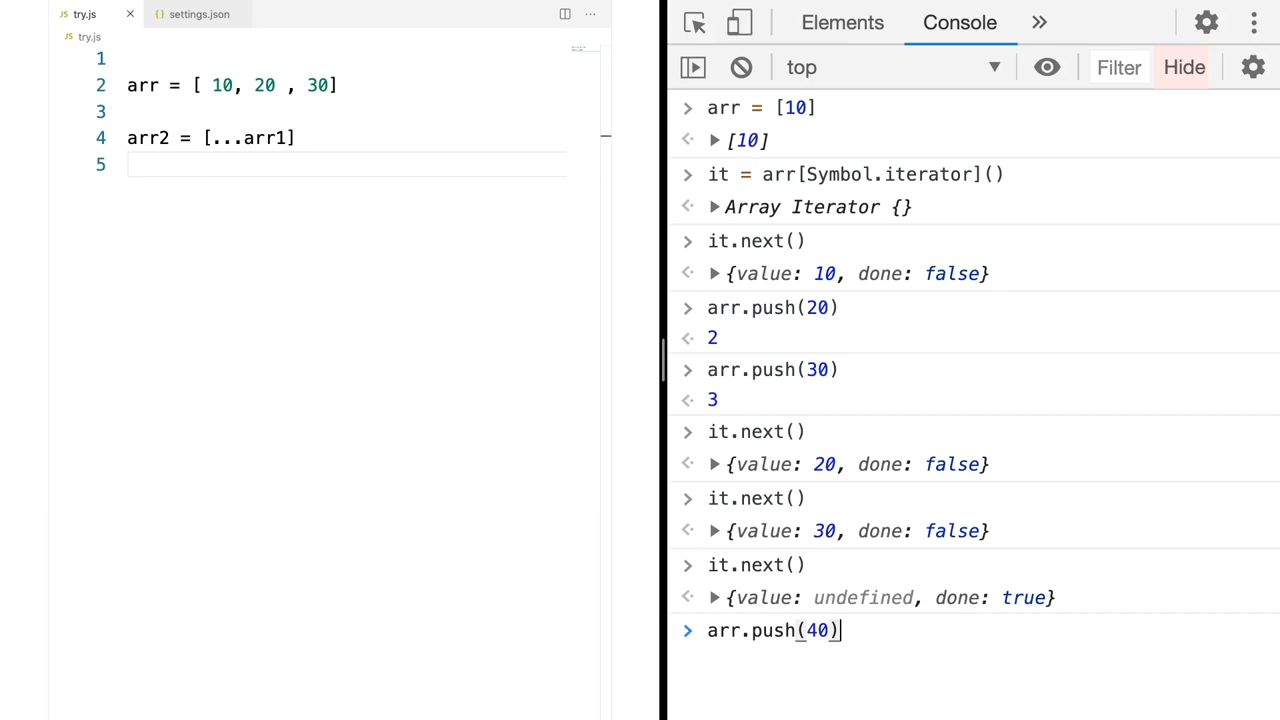 JS try.js × {} settings.json ···
JS try.js
1
2 arr = [ 10, 20 , 30]
3
4 arr2 = [...arr1]
5
Elements Console »
top ▼ Filter Hide
> arr = [10]
<· ▶ [10]
> it = arr[Symbol.iterator]()
<· ▶ Array Iterator {}
> it.next()
<· ▶ {value: 10, done: false}
> arr.push(20)
<· 2
> arr.push(30)
<· 3
> it.next()
<· ▶ {value: 20, done: false}
> it.next()
<· ▶ {value: 30, done: false}
> it.next()
<· ▶ {value: undefined, done: true}
> arr.push(40)